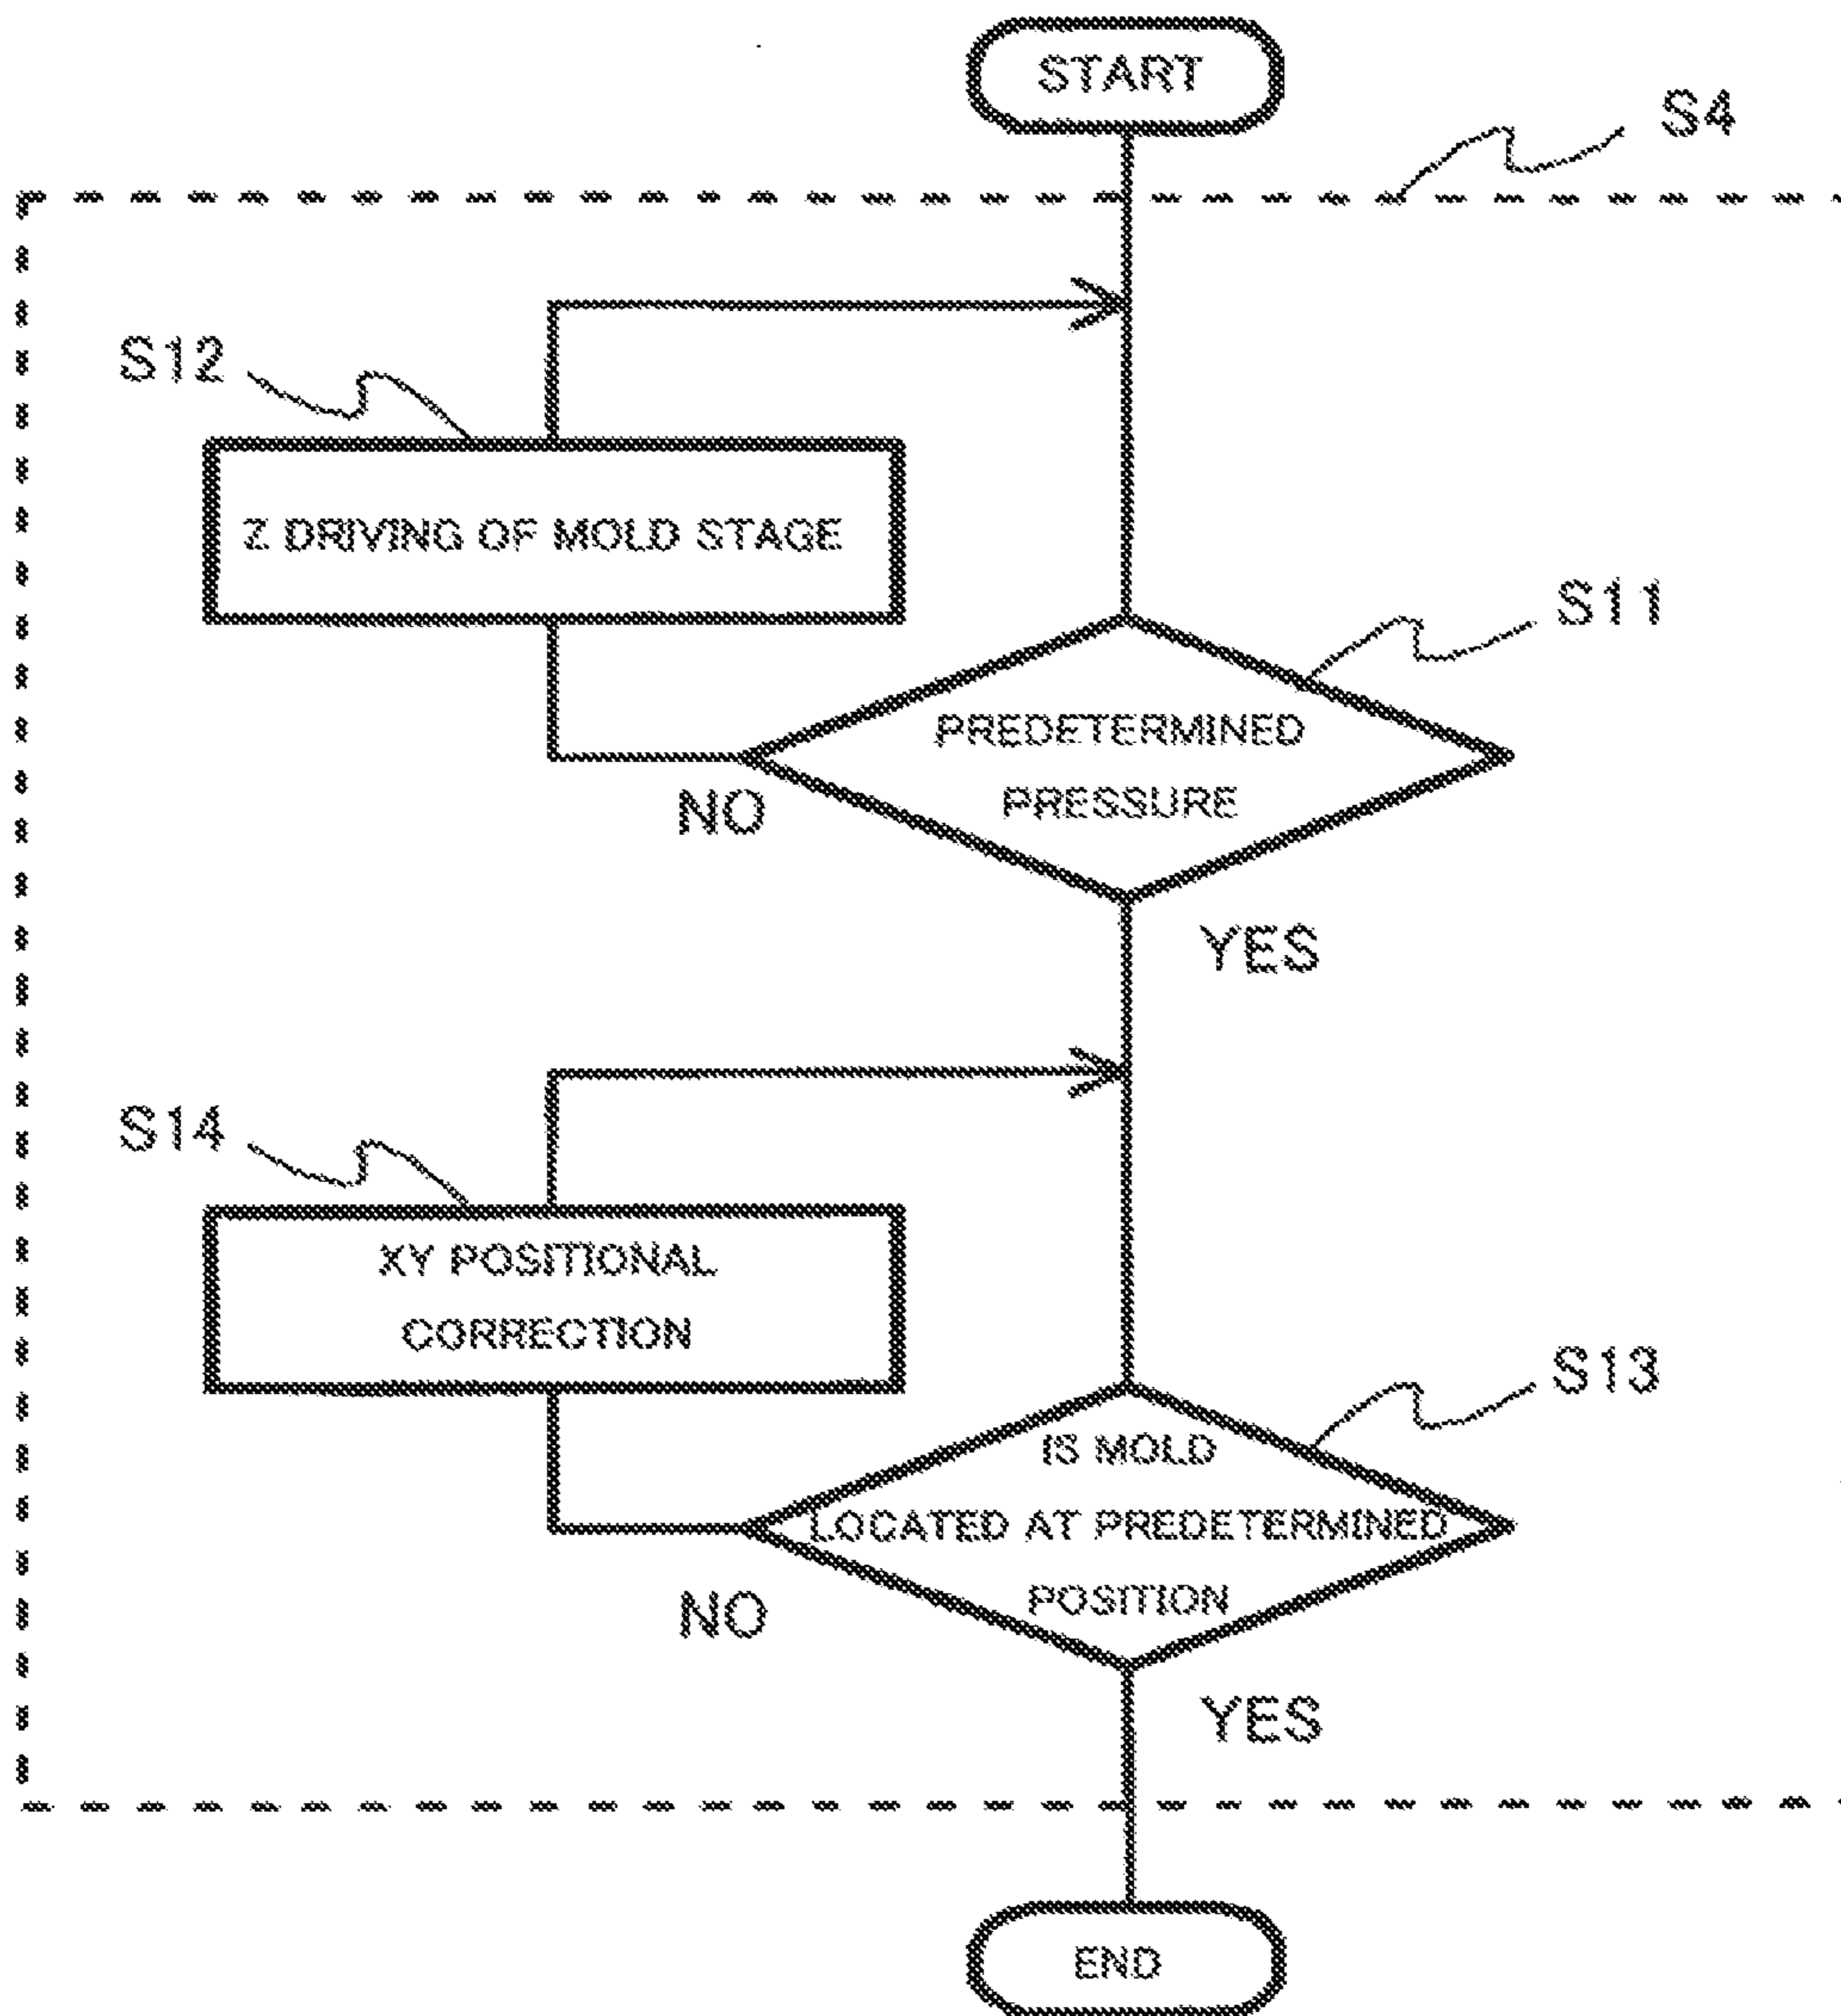 START
S4
S12
Z DRIVING OF MOLD STAGE
S11
PREDETERMINED
PRESSURE
NO
YES
S14
XY POSITIONAL
CORRECTION
S13
IS MOLD
LOCATED AT PREDETERMINED
POSITION
NO
YES
END